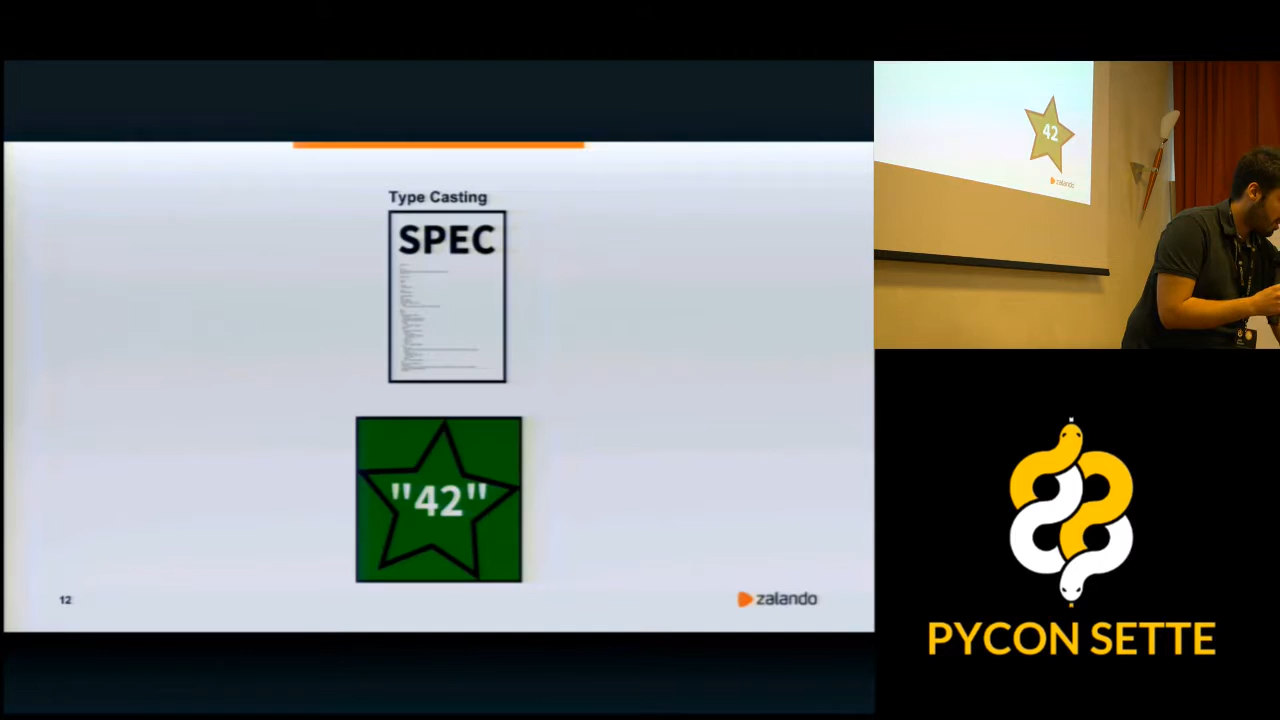 Type Casting
SPEC
"42"
12
zalando
42
zalando
PYCON SETTE